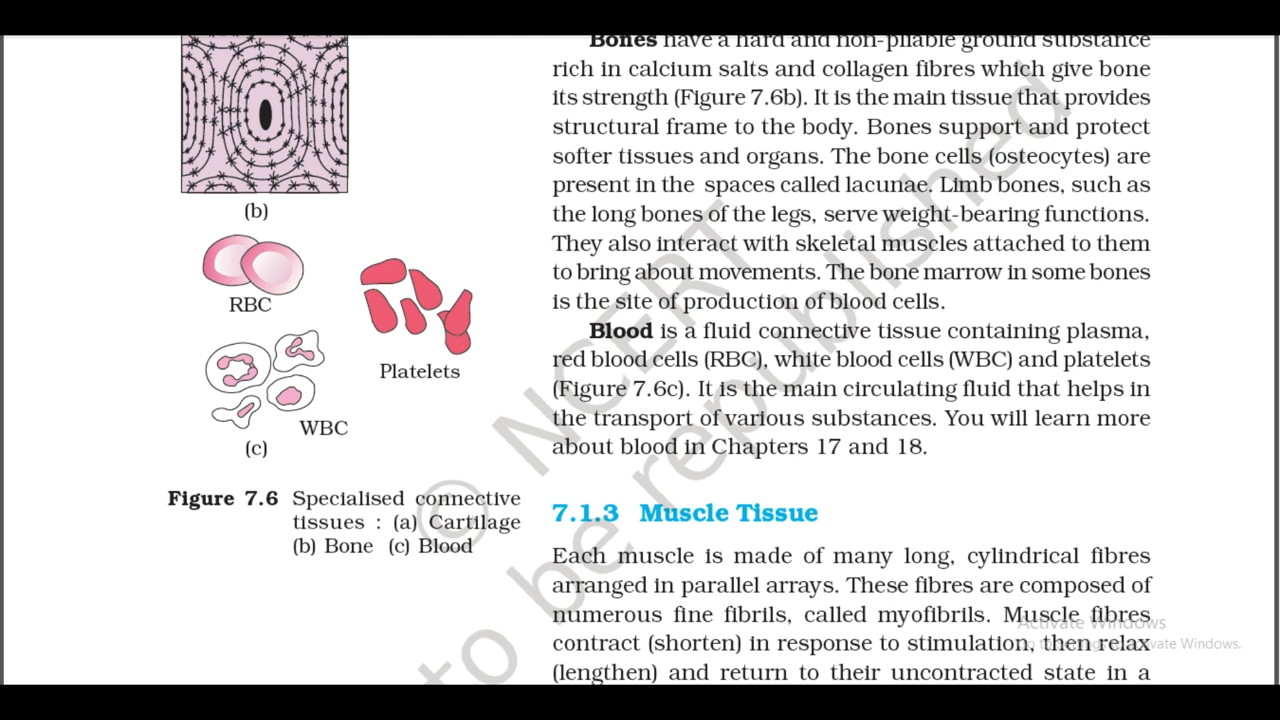 (b)
RBC
Platelets
WBC
(c)
Figure 7.6 Specialised connective
tissues : (a) Cartilage
(b) Bone (c) Blood
Bones have a hard and non-pliable ground substance
rich in calcium salts and collagen fibres which give bone
its strength (Figure 7.6b). It is the main tissue that provides
structural frame to the body. Bones support and protect
softer tissues and organs. The bone cells (osteocytes) are
present in the spaces called lacunae. Limb bones, such as
the long bones of the legs, serve weight-bearing functions.
They also interact with skeletal muscles attached to them
to bring about movements. The bone marrow in some bones
is the site of production of blood cells.
Blood is a fluid connective tissue containing plasma,
red blood cells (RBC), white blood cells (WBC) and platelets
(Figure 7.6c). It is the main circulating fluid that helps in
the transport of various substances. You will learn more
about blood in Chapters 17 and 18.
7.1.3 Muscle Tissue
Each muscle is made of many long, cylindrical fibres
arranged in parallel arrays. These fibres are composed of
numerous fine fibrils, called myofibrils. Muscle fibres
contract (shorten) in response to stimulation, then relax
(lengthen) and return to their uncontracted state in a
© NCERT
to be republished
Activate Windows
Go to Settings to Activate Windows.